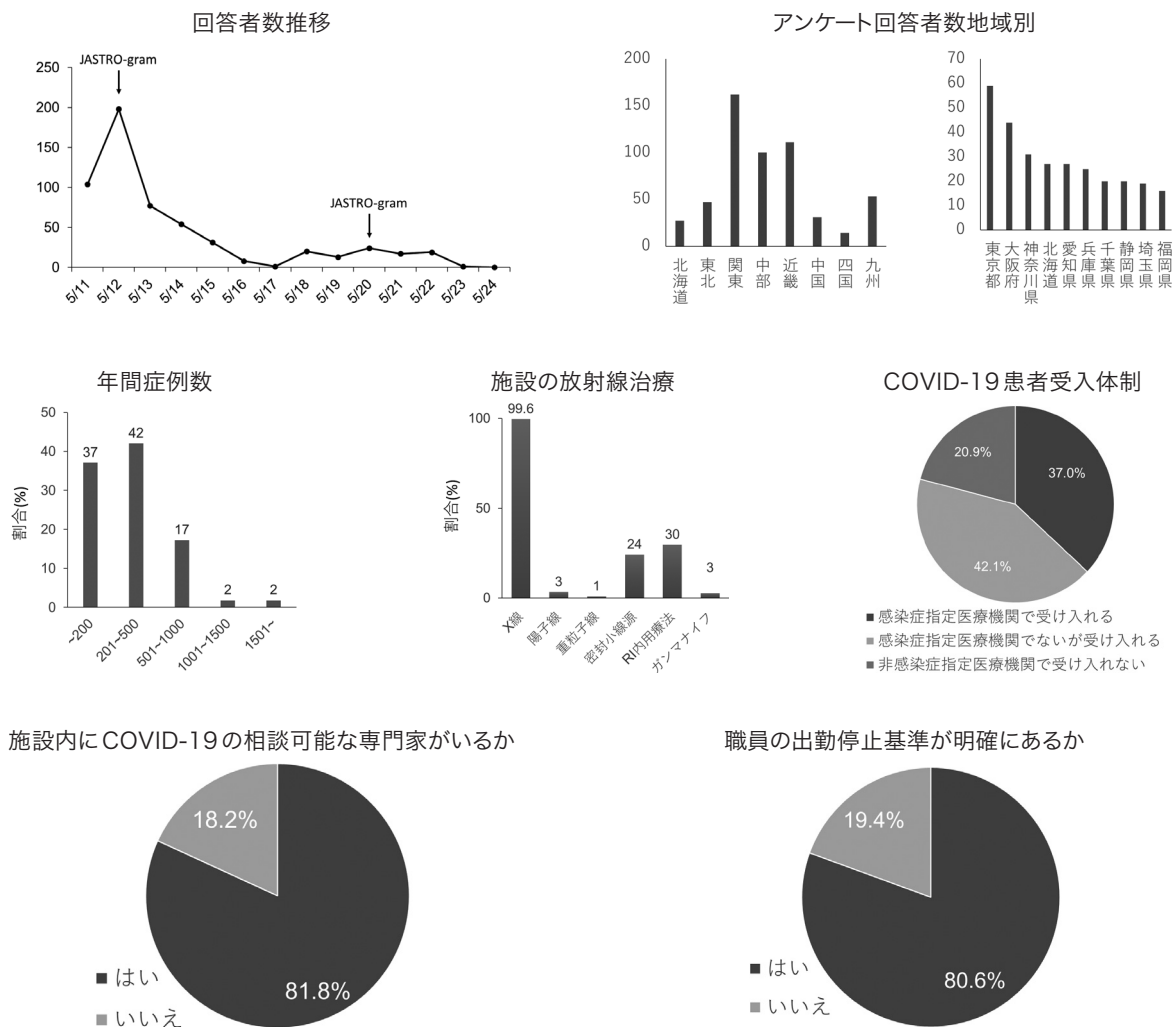 回答者数推移
JASTRO-gram
250
200
150
100
50
0
JASTRO-gram
5/11 5/12 5/13 5/14 5/15 5/16 5/17 5/18 5/19 5/20 5/21 5/22 5/23 5/24
アンケート回答者数地域別
200
150
100
50
0
北海道 東北 関東 中部 近畿 中国 四国 九州
70
60
50
40
30
20
10
0
東京都 大阪府 神奈川県 北海道 愛知県 兵庫県 千葉県 静岡県 埼玉県 福岡県
年間症例数
割合(%)
50
40
30
20
10
0
37 42 17 2 2
~200 201~500 501~1000 1001~1500 1501~
施設の放射線治療
割合(%)
100
50
0
99.6 3 1 24 30 3
X線 陽子線 重粒子線 密封小線源 RI内用療法 ガンマナイフ
COVID-19患者受入体制
20.9%
37.0%
42.1%
■感染症指定医療機関で受け入れる
■感染症指定医療機関でないが受け入れる
■非感染症指定医療機関で受け入れない
施設内にCOVID-19の相談可能な専門家がいるか
18.2%
81.8%
■はい
■いいえ
職員の出勤停止基準が明確にあるか
19.4%
80.6%
■はい
■いいえ